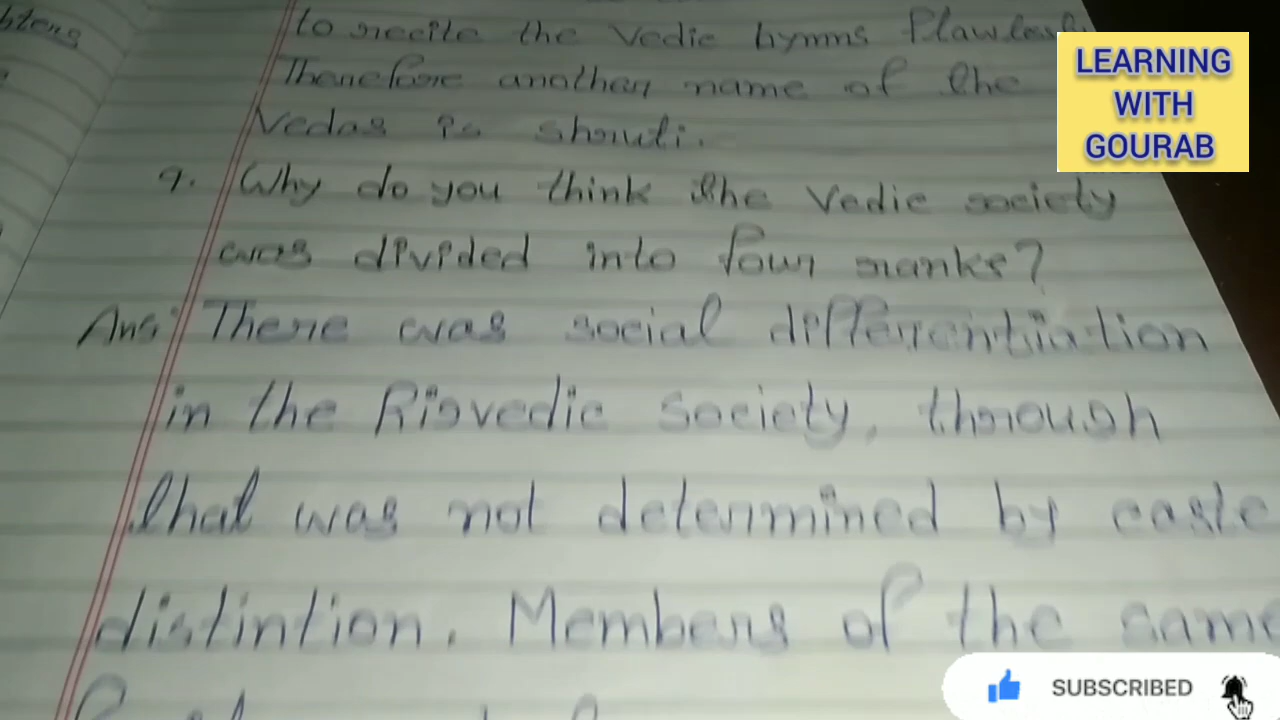 to recite the Vedic hymns
Therefore another name of the
Vedas is shruti.
9. Why do you think the Vedic society
was divided into four ranks?
Ans: There was social differentiation
in the Rigvedic Society, through
that was not determined by caste
distintion. Members of the same
LEARNING
WITH
GOURAB
SUBSCRIBED